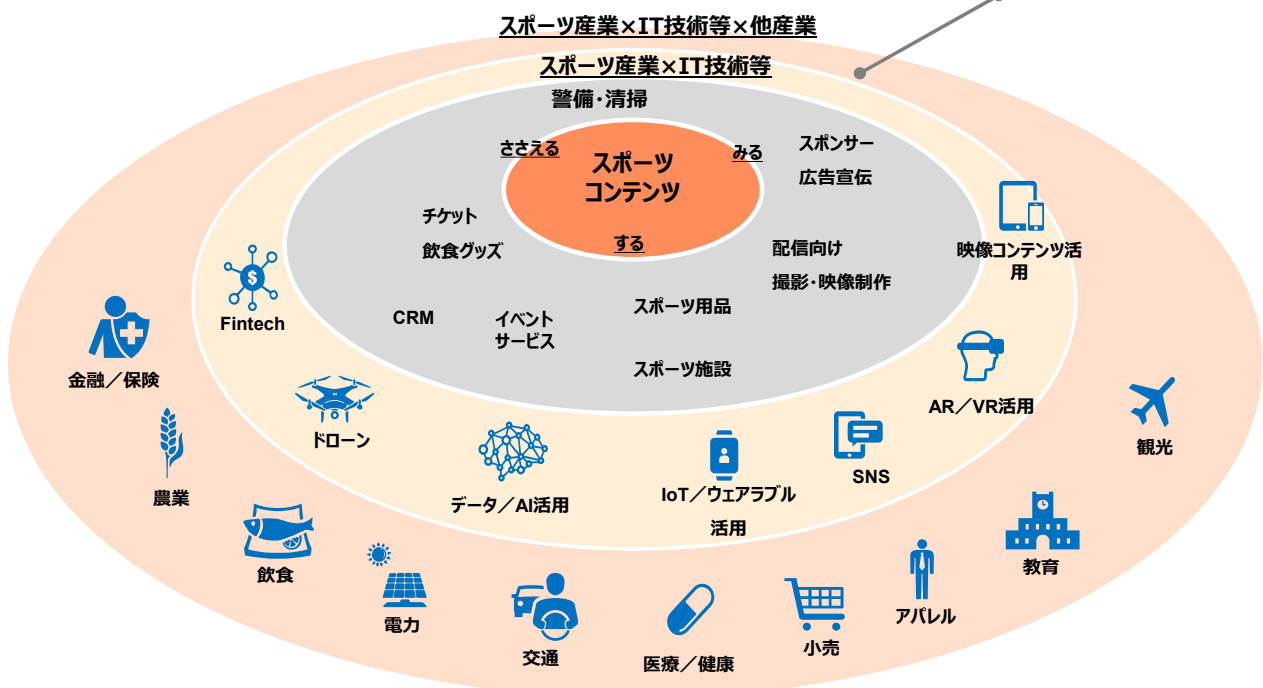 スポーツ産業×IT技術等×他産業
スポーツ産業×IT技術等
警備・清掃
ささえる
みる
スポーツ
コンテンツ
する
スポンサー
広告宣伝
チケット
飲食グッズ
配信向け
撮影・映像制作
CRM
イベント
サービス
スポーツ用品
スポーツ施設
映像コンテンツ活
用
Fintech
AR／VR活用
ドローン
SNS
データ／AI活用
IoT／ウェアラブル
活用
金融／保険
農業
飲食
電力
交通
医療／健康
小売
アパレル
教育
観光